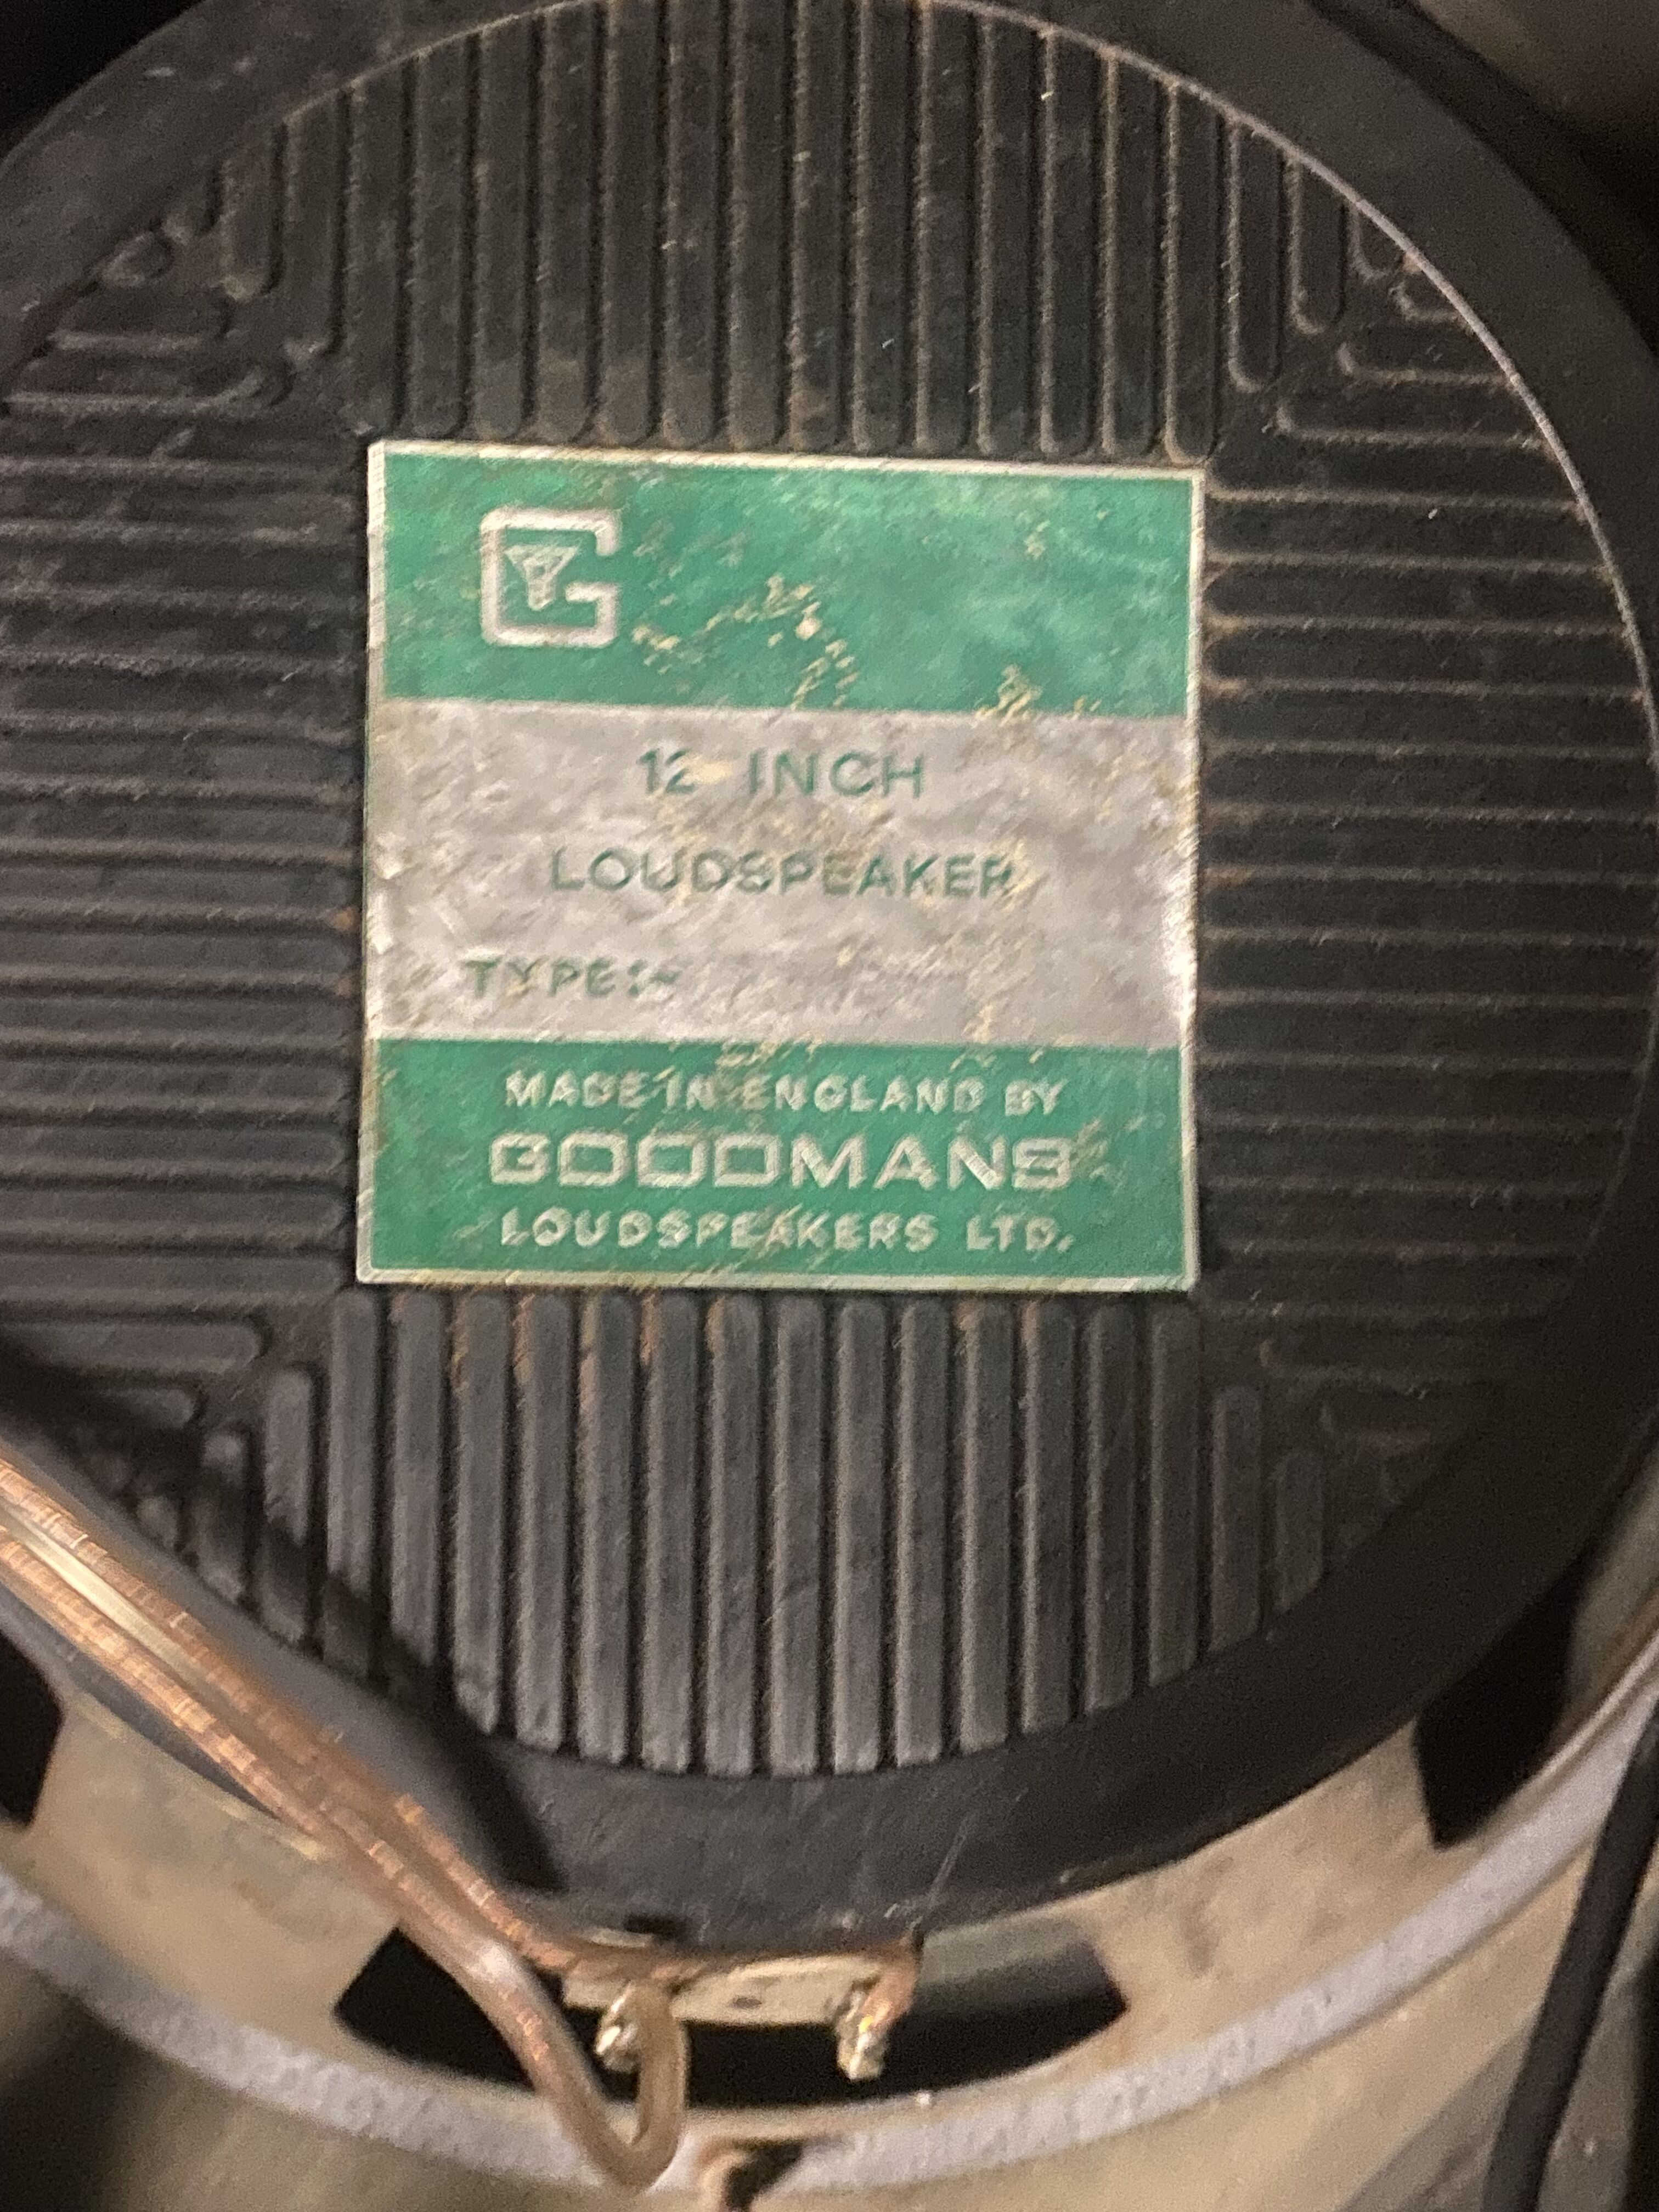 G
12 INCH
LOUDSPEAKER
TYPE:-
MADE IN ENGLAND BY
GOODMANS
LOUDSPEAKERS LTD.